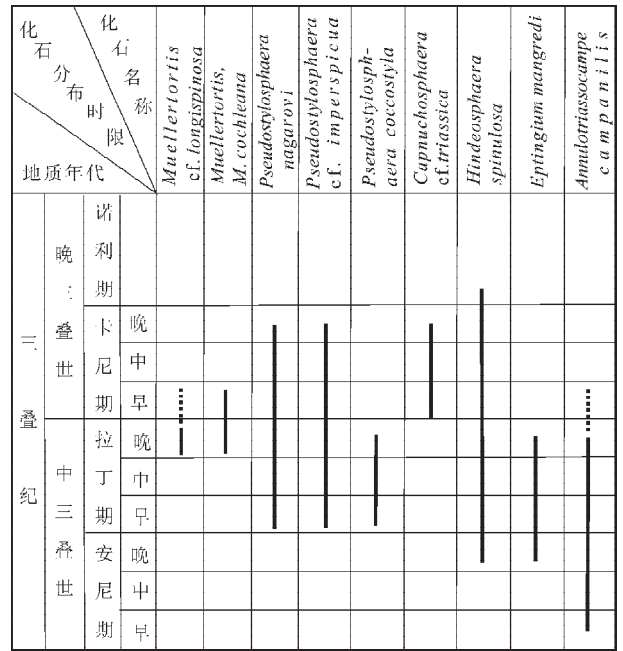 化石名称
化石分布时限
地质年代
Muellertortis
cf. longispinosa
Muellertortis,
M. cochleana
Pseudostylosphaera
nagarovi
Pseudostylosphaera
cf. imperspicua
Pseudostylosph-
aera coccostyla
Capnuchosphaera
cf. triassica
Hindeosphaera
spinulosa
Eptingium mangredi
Annulotriassocampe
campanilis
三叠纪
晚三叠世
诺利期
卡尼期
晚
中
早
中三叠世
拉丁期
晚
中
早
安尼期
晚
中
早